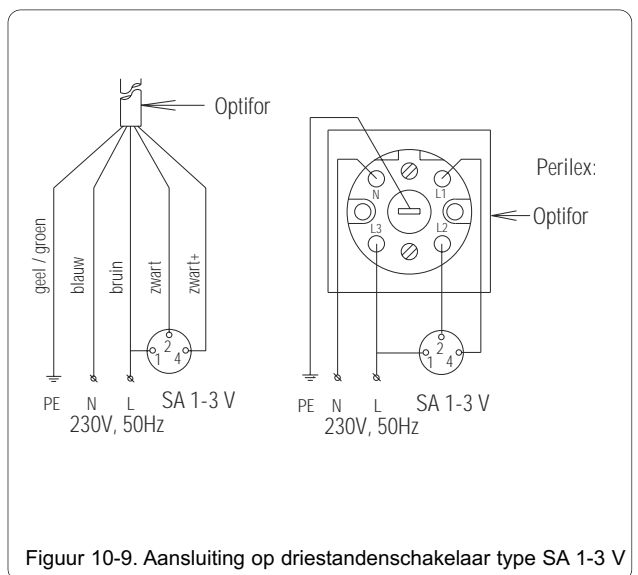 Optifor
geel / groen
blauw
bruin
zwart
zwart+
1 2 4
PE N L SA 1-3 V
230V, 50Hz
Perilex:
N L1
L3 L2
Optifor
1 2 4
PE N L SA 1-3 V
230V, 50Hz
Figuur 10-9. Aansluiting op driestandenschakelaar type SA 1-3 V